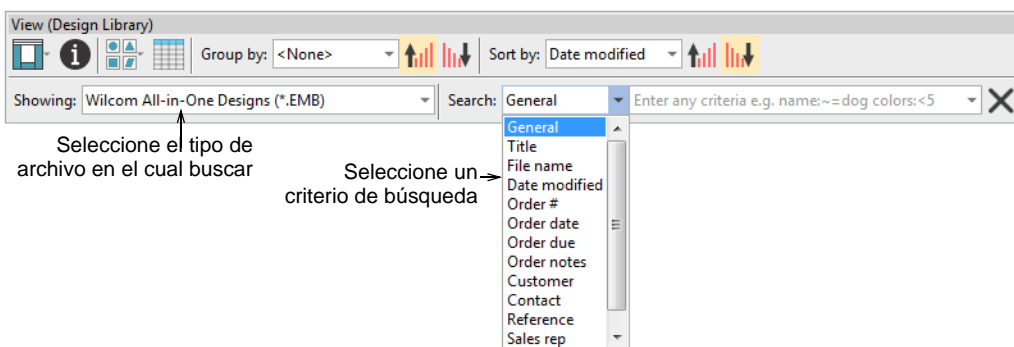 View (Design Library)
Group by: <None> Sort by: Date modified
Showing: Wilcom All-in-One Designs (*.EMB) Search: General Enter any criteria e.g. name:~=dog colors:<5
General
Title
File name
Date modified
Order #
Order date
Order due
Order notes
Customer
Contact
Reference
Sales rep
Seleccione el tipo de
archivo en el cual buscar
Seleccione un
criterio de búsqueda